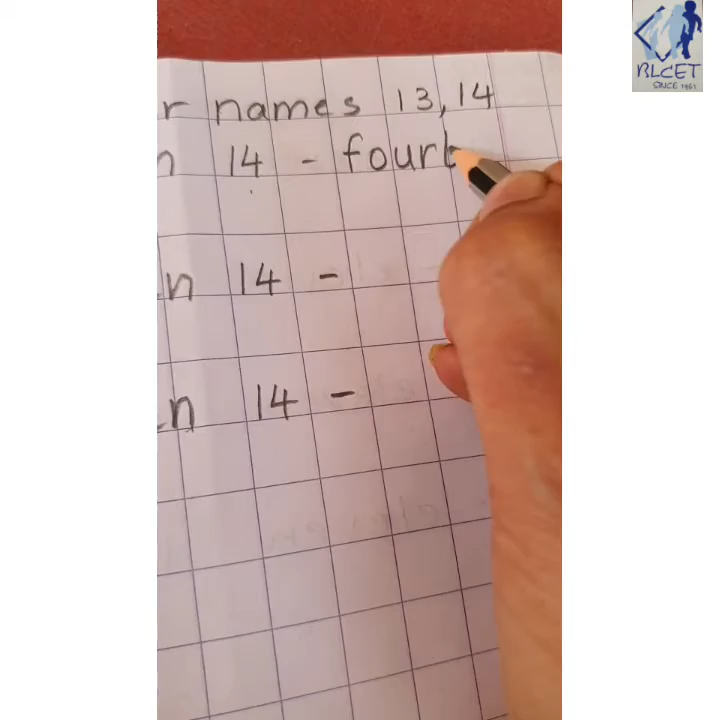 BLCET
SINCE 1961
r names 13,14
n 14 - four
n 14 -
n 14 -